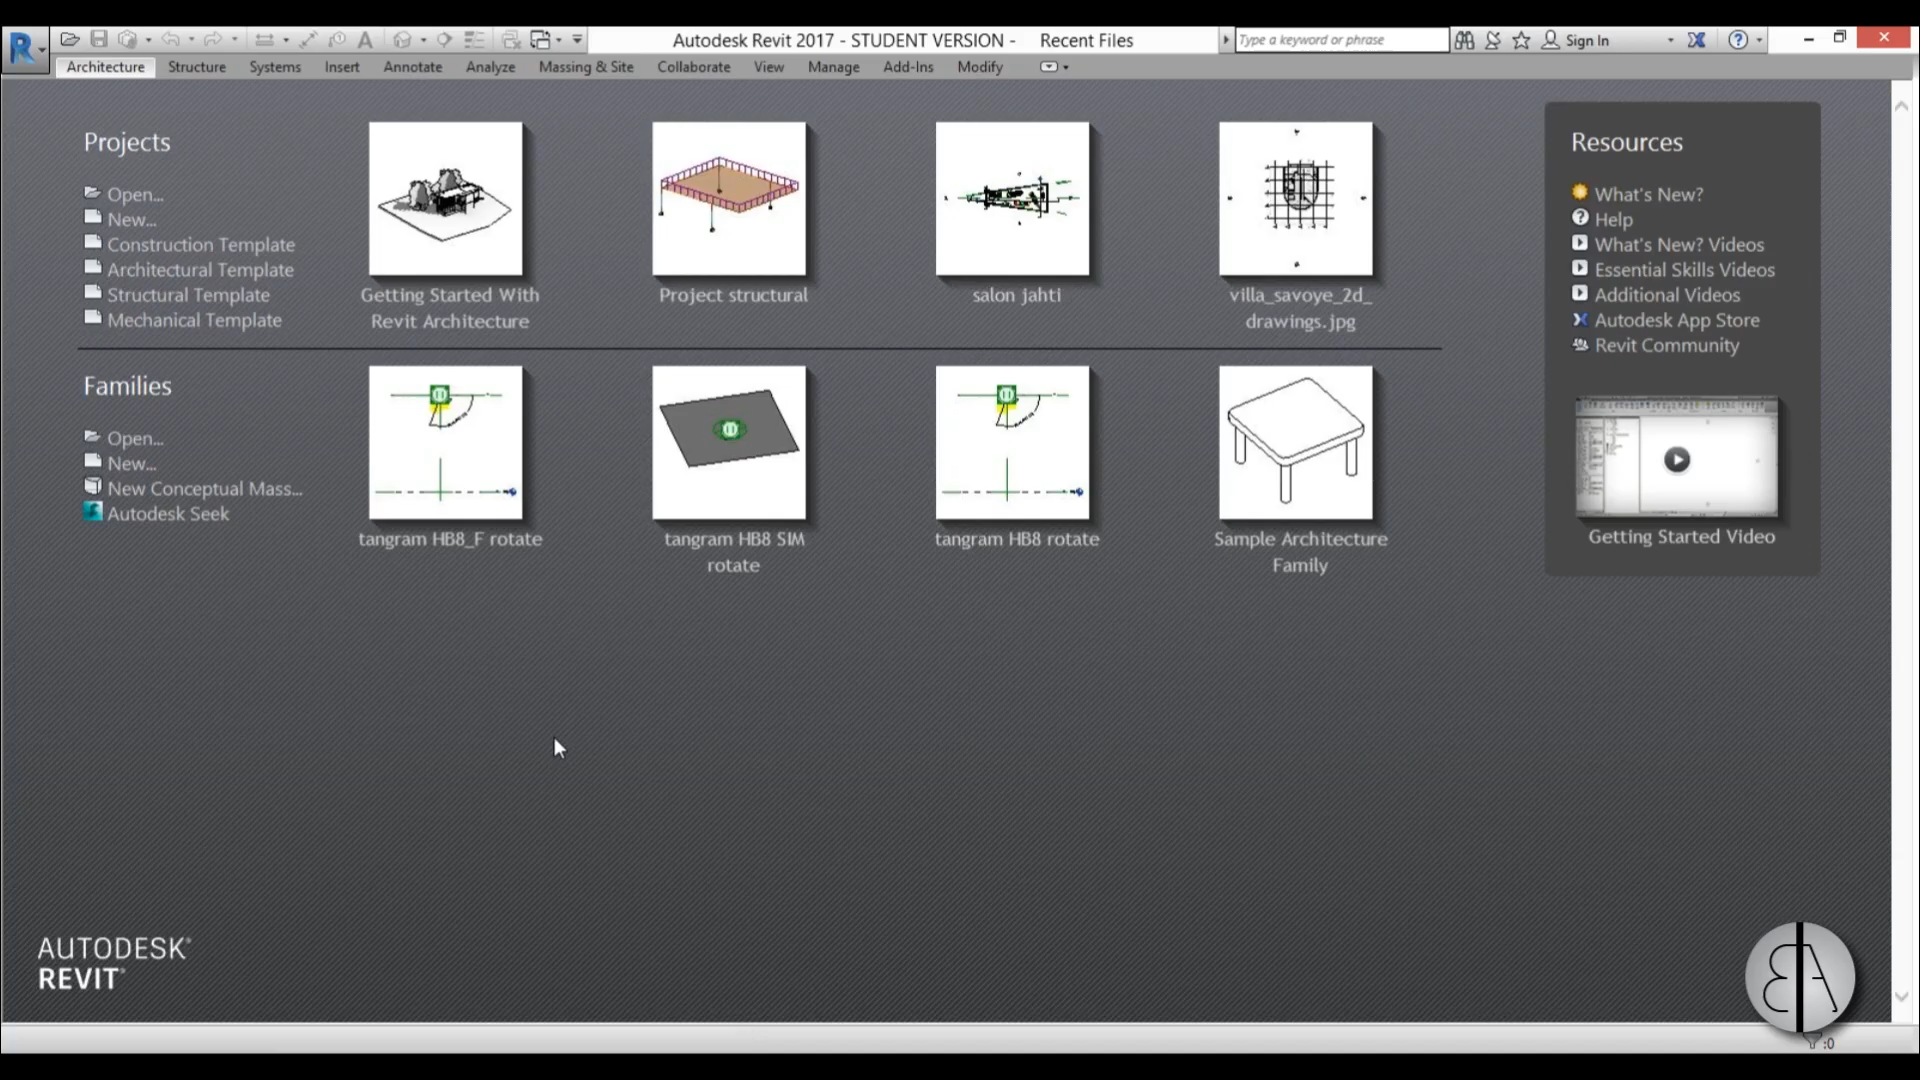 Autodesk Revit 2017 - STUDENT VERSION - Recent Files
Type a keyword or phrase
Sign In
Architecture Structure Systems Insert Annotate Analyze Massing & Site Collaborate View Manage Add-Ins Modify
Projects
Open...
New...
Construction Template
Architectural Template
Structural Template
Mechanical Template
Getting Started With
Revit Architecture
Project structural
salon jahti
villa_savoye_2d_
drawings.jpg
Families
Open...
New...
New Conceptual Mass...
Autodesk Seek
tangram HB8_F rotate
tangram HB8 SIM
rotate
tangram HB8 rotate
Sample Architecture
Family
Resources
What's New?
Help
What's New? Videos
Essential Skills Videos
Additional Videos
Autodesk App Store
Revit Community
Getting Started Video
AUTODESK®
REVIT®
BA
:0